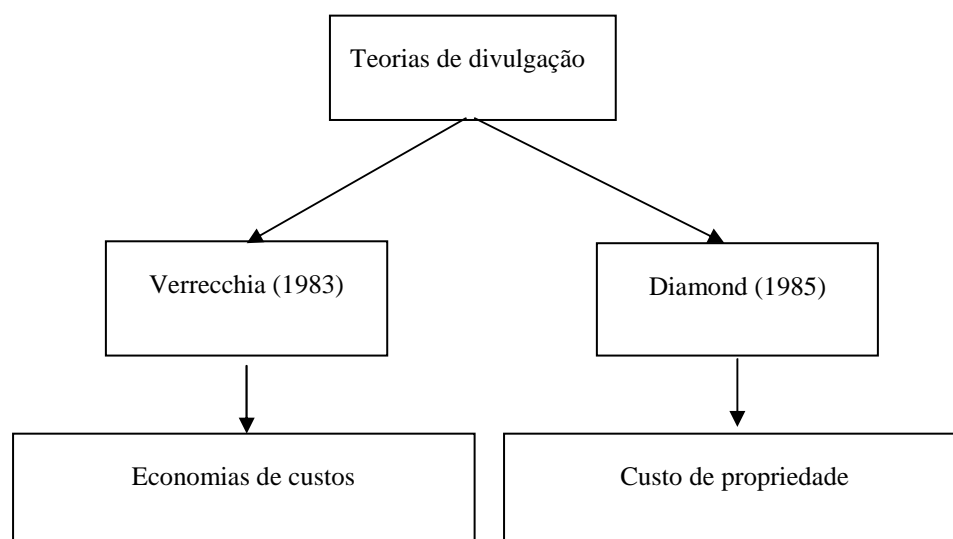 Teorias de divulgação
Verrecchia (1983)
Diamond (1985)
Economias de custos
Custo de propriedade